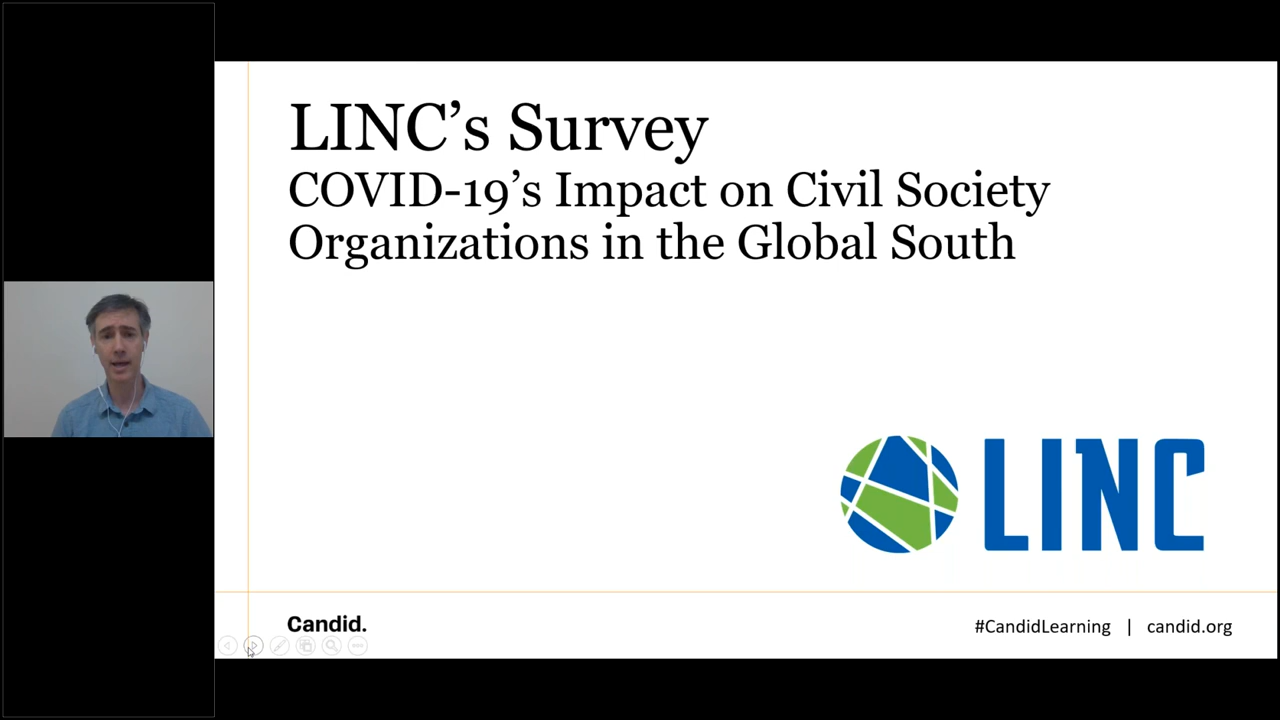 LINC’s Survey
COVID-19’s Impact on Civil Society
Organizations in the Global South
LINC
Candid.
#CandidLearning | candid.org